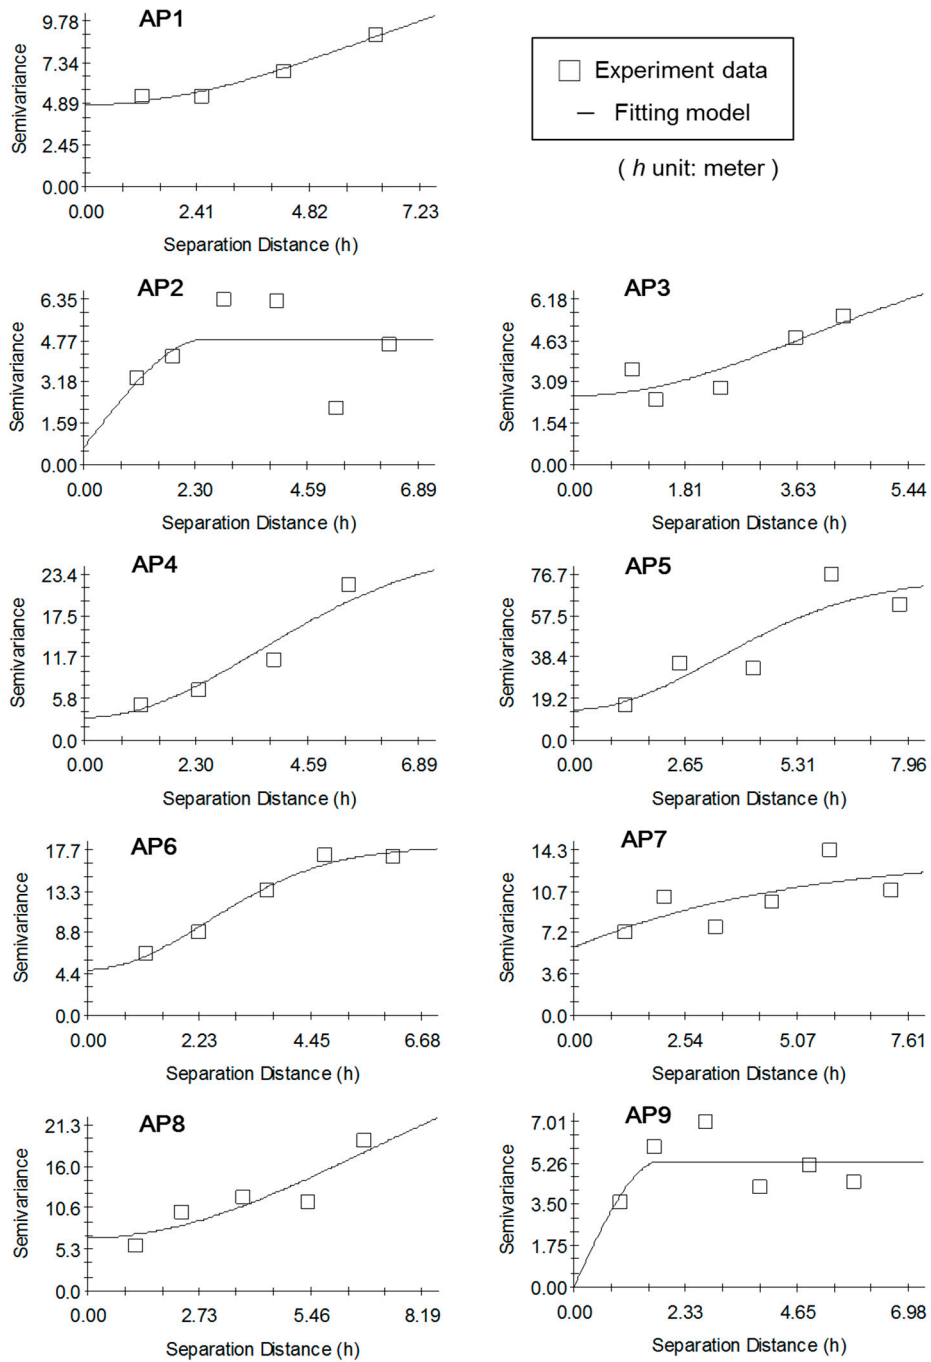 AP1
9.78
7.34
4.89
2.45
0.00
Semivariance
0.00 2.41 4.82 7.23
Separation Distance (h)
Experiment data
Fitting model
( h unit: meter )
AP2
6.35
4.77
3.18
1.59
0.00
Semivariance
0.00 2.30 4.59 6.89
Separation Distance (h)
AP3
6.18
4.63
3.09
1.54
0.00
Semivariance
0.00 1.81 3.63 5.44
Separation Distance (h)
AP4
23.4
17.5
11.7
5.8
0.0
Semivariance
0.00 2.30 4.59 6.89
Separation Distance (h)
AP5
76.7
57.5
38.4
19.2
0.0
Semivariance
0.00 2.65 5.31 7.96
Separation Distance (h)
AP6
17.7
13.3
8.8
4.4
0.0
Semivariance
0.00 2.23 4.45 6.68
Separation Distance (h)
AP7
14.3
10.7
7.2
3.6
0.0
Semivariance
0.00 2.54 5.07 7.61
Separation Distance (h)
AP8
21.3
16.0
10.6
5.3
0.0
Semivariance
0.00 2.73 5.46 8.19
Separation Distance (h)
AP9
7.01
5.26
3.50
1.75
0.00
Semivariance
0.00 2.33 4.65 6.98
Separation Distance (h)